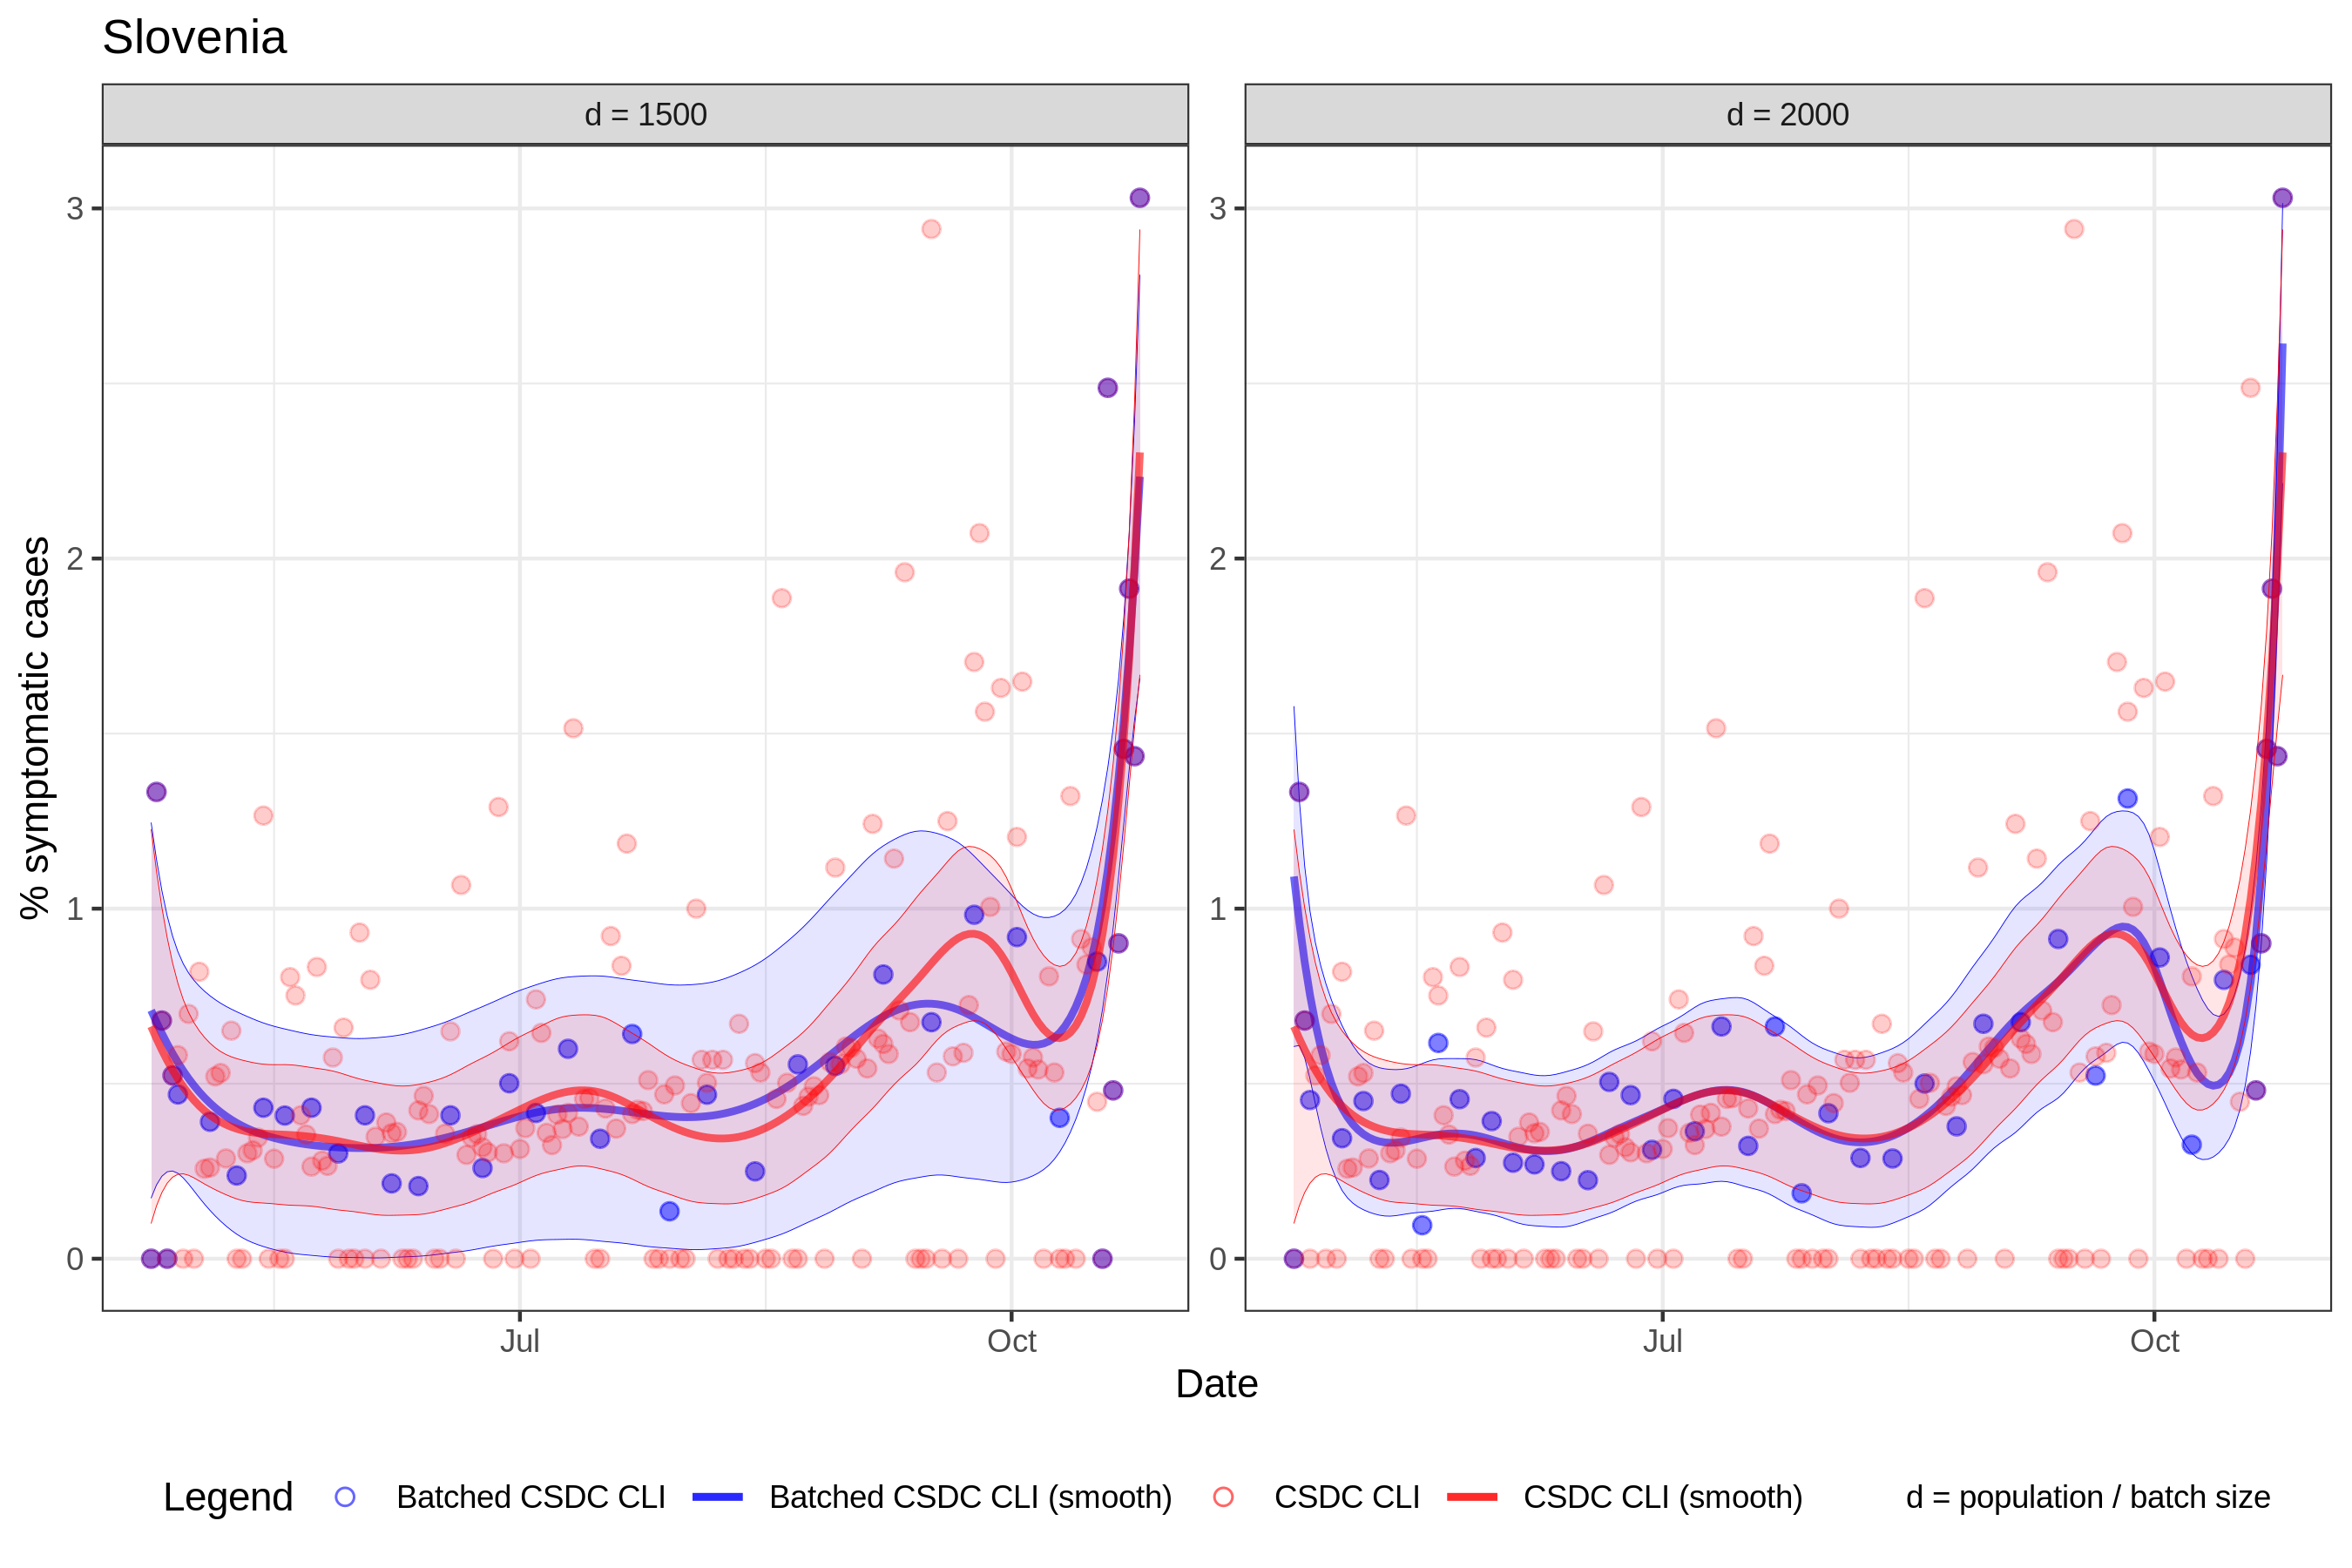 Slovenia
d = 1500
d = 2000
% symptomatic cases
3
2
1
0
3
2
1
0
Jul
Oct
Jul
Oct
Date
Legend
Batched CSDC CLI
Batched CSDC CLI (smooth)
CSDC CLI
CSDC CLI (smooth)
d = population / batch size